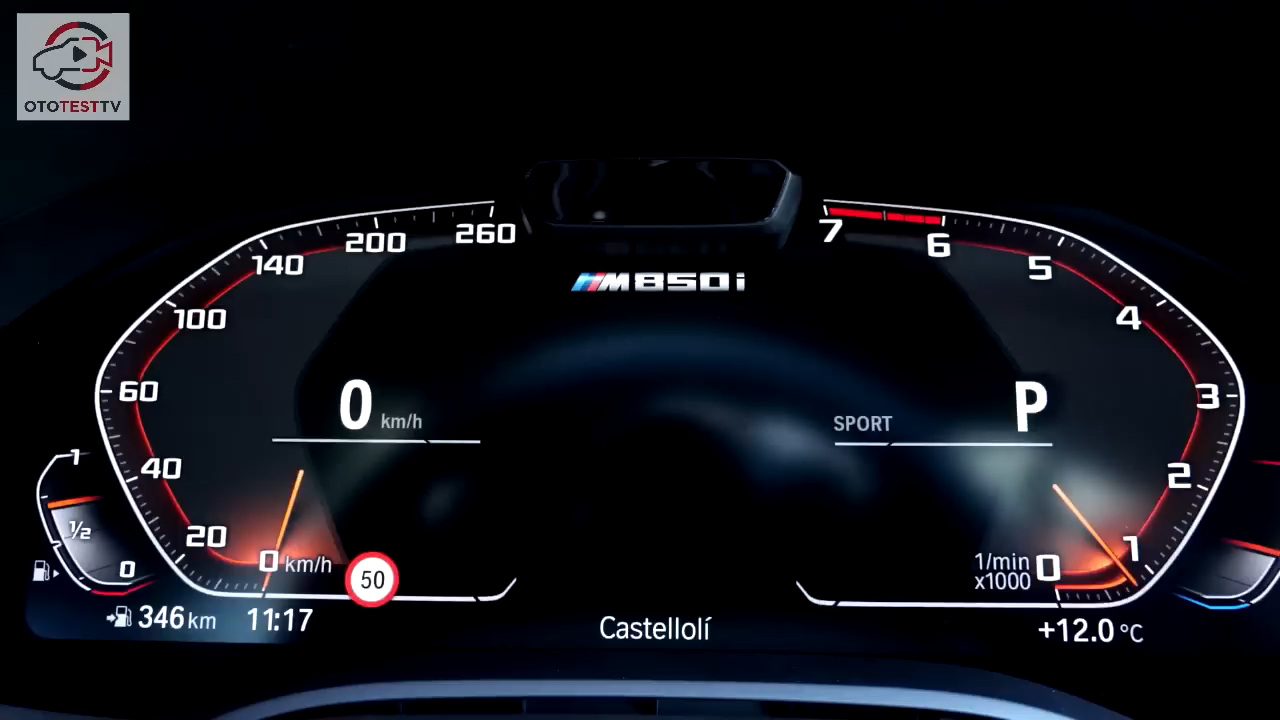 OTOTESTTV
260
200
140
100
60
40
20
0 km/h
M850i
7
6
5
4
3
2
1
0
1/min
x1000
0 km/h
SPORT
P
1
1/2
0
50
346 km
11:17
Castellolí
+12.0 °C